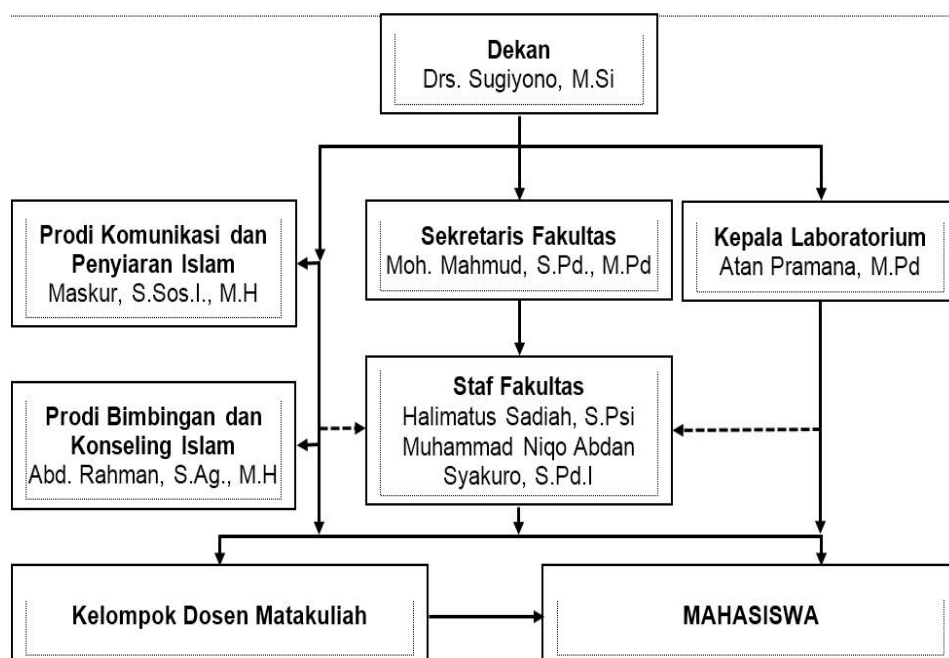 Dekan
Drs. Sugiyono, M.Si
Prodi Komunikasi dan
Penyiaran Islam
Maskur, S.Sos.I., M.H
Sekretaris Fakultas
Moh. Mahmud, S.Pd., M.Pd
Kepala Laboratorium
Atan Pramana, M.Pd
Prodi Bimbingan dan
Konseling Islam
Abd. Rahman, S.Ag., M.H
Staf Fakultas
Halimatus Sadiah, S.Psi
Muhammad Niqo Abdan
Syakuro, S.Pd.I
Kelompok Dosen Matakuliah
MAHASISWA